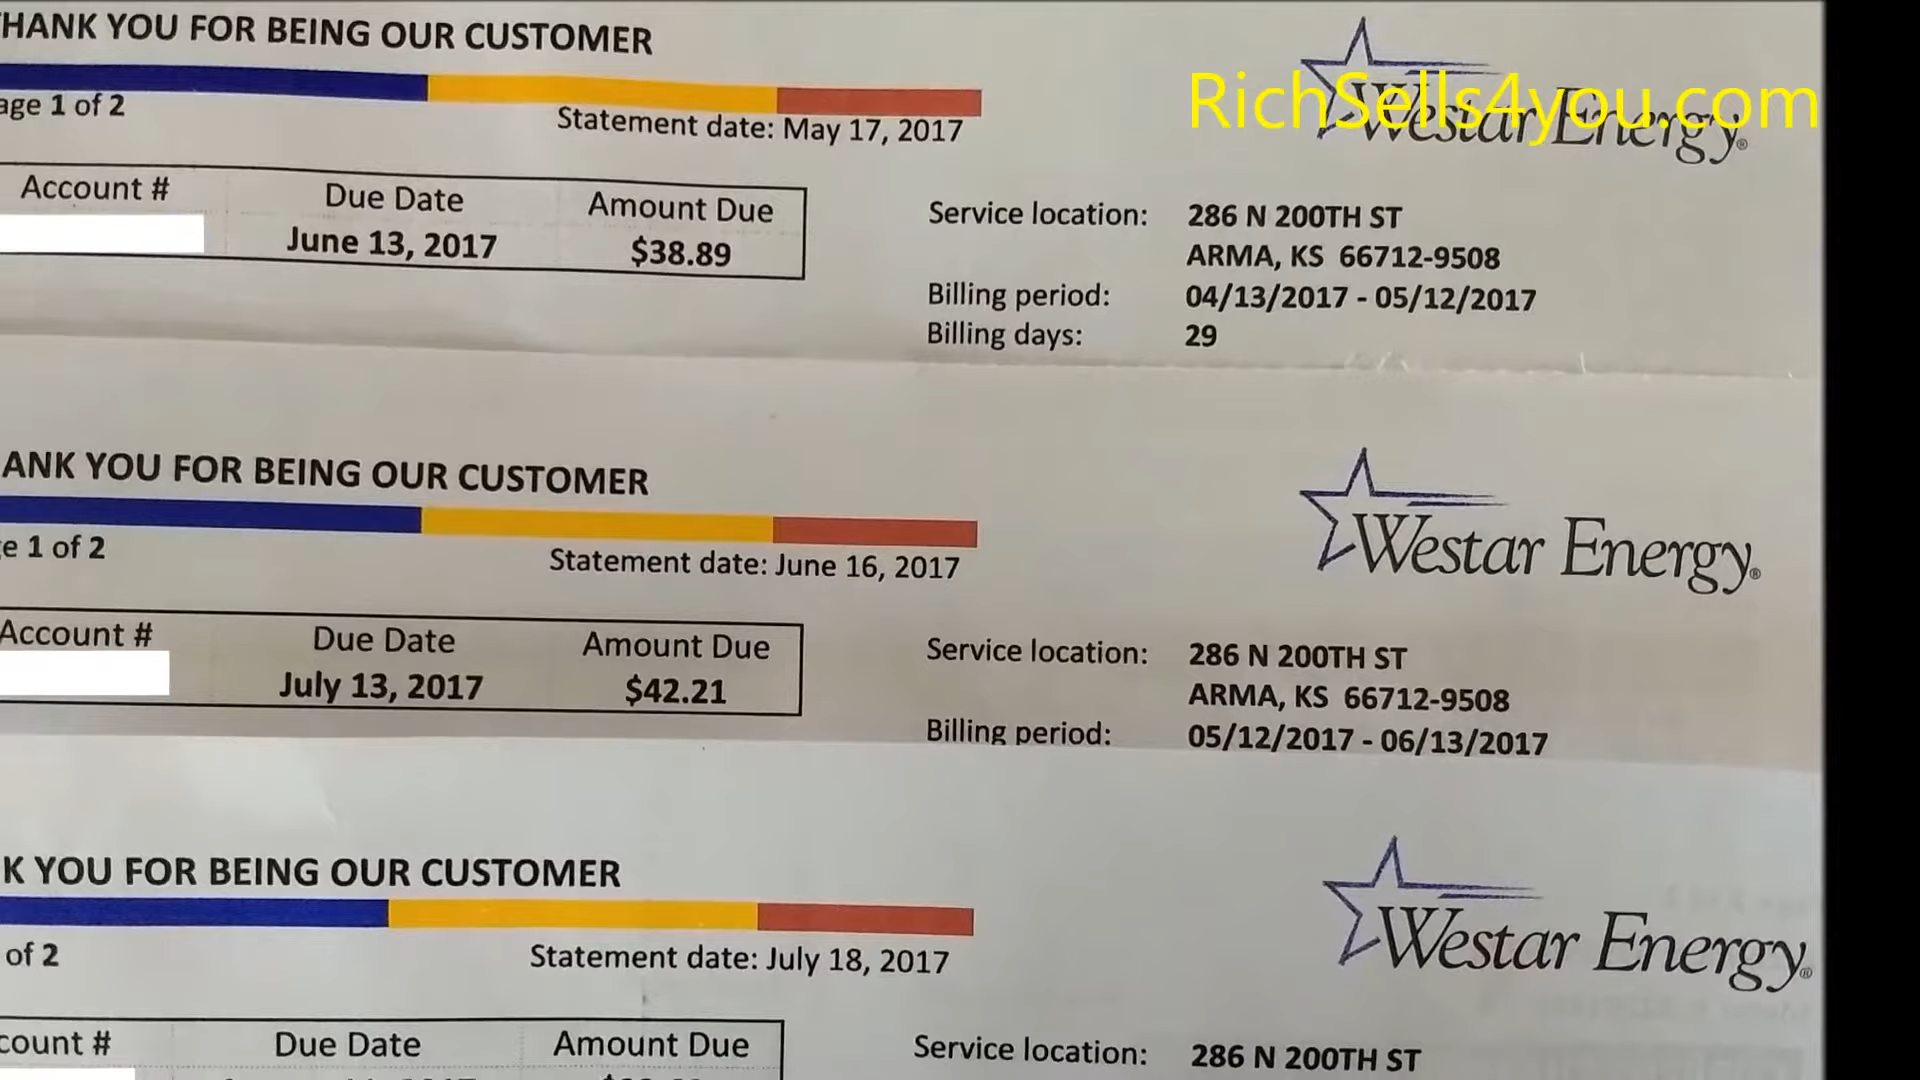 HANK YOU FOR BEING OUR CUSTOMER
Westar Energy®
RichSells4you.com
age 1 of 2
Statement date: May 17, 2017
Account # Due Date Amount Due
June 13, 2017 $38.89
Service location: 286 N 200TH ST
ARMA, KS 66712-9508
Billing period: 04/13/2017 - 05/12/2017
Billing days: 29
ANK YOU FOR BEING OUR CUSTOMER
Westar Energy®
e 1 of 2
Statement date: June 16, 2017
Account # Due Date Amount Due
July 13, 2017 $42.21
Service location: 286 N 200TH ST
ARMA, KS 66712-9508
Billing period: 05/12/2017 - 06/13/2017
K YOU FOR BEING OUR CUSTOMER
Westar Energy®
of 2
Statement date: July 18, 2017
count # Due Date Amount Due
Service location: 286 N 200TH ST